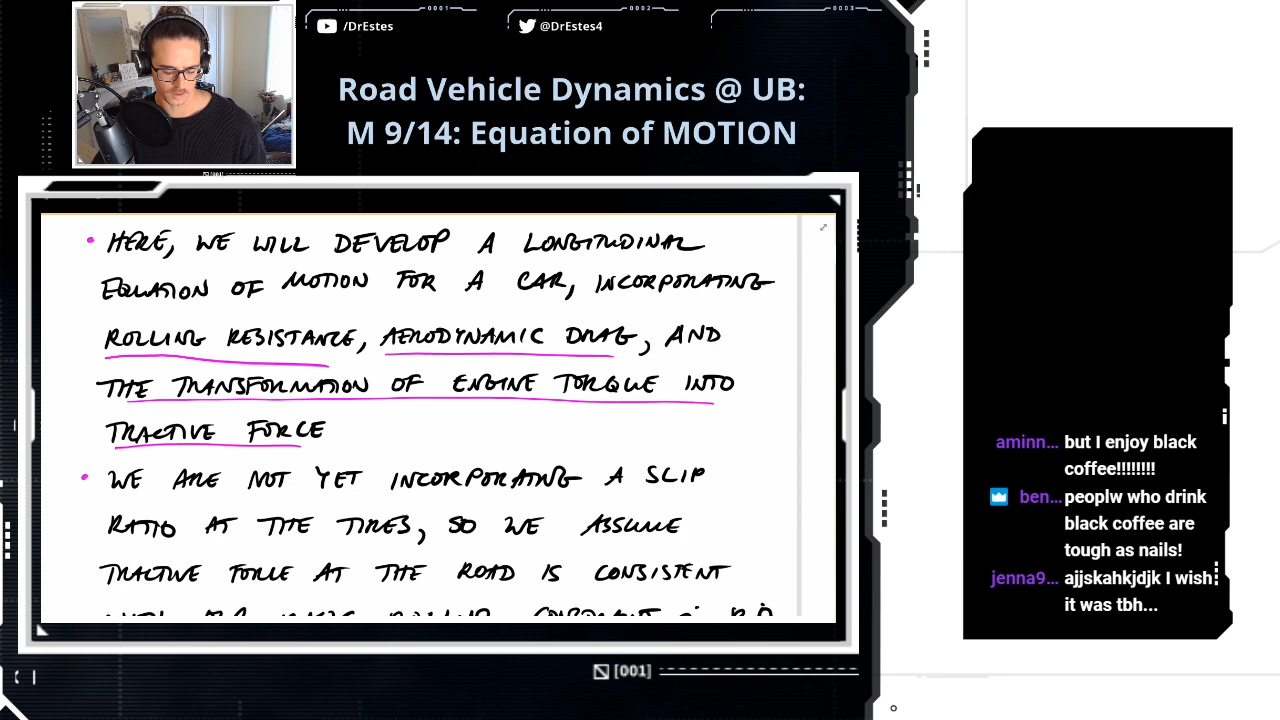 0001
0002
0003
/DrEstes
@DrEstes4
Road Vehicle Dynamics @ UB:
M 9/14: Equation of MOTION
[001]
HERE, WE WILL DEVELOP A LONGITUDINAL
EQUATION OF MOTION FOR A CAR, INCORPORATING
ROLLING RESISTANCE, AERODYNAMIC DRAG, AND
THE TRANSFORMATION OF ENGINE TORQUE INTO
TRACTIVE FORCE
WE ARE NOT YET INCORPORATING A SLIP
RATIO AT THE TIRES, SO WE ASSUME
TRACTIVE FORCE AT THE ROAD IS CONSISTENT
aminn... but I enjoy black
coffee!!!!!!!!
ben... peoplw who drink
black coffee are
tough as nails!
jenna9... ajjskahkjdjk I wish
it was tbh...
[001]